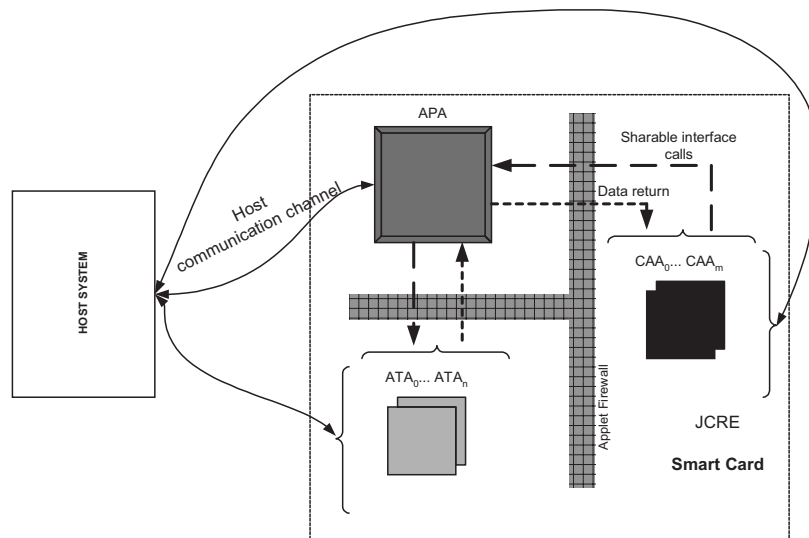 APA
Sharable interface
calls
Host
communication channel
Data return
HOST SYSTEM
CAA0... CAAm
ATA0... ATAn
Applet Firewall
JCRE
Smart Card